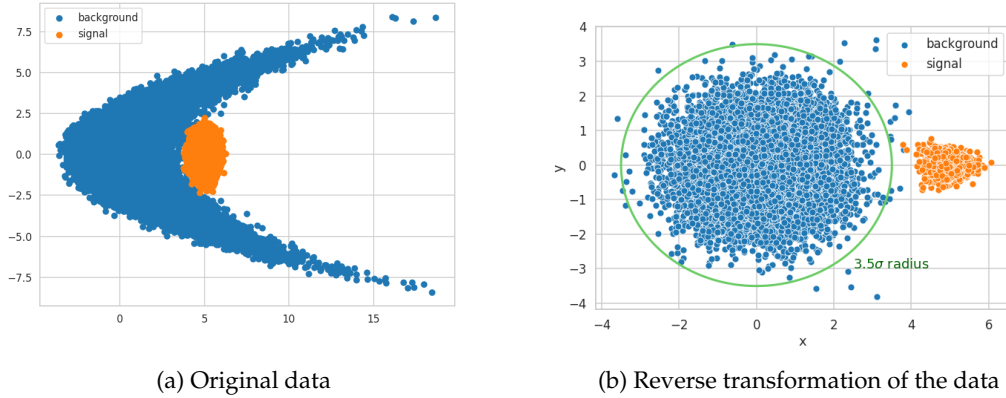 background
signal
7.5
5.0
2.5
0.0
−2.5
−5.0
−7.5
0
5
10
15
(a) Original data
background
signal
4
3
2
1
0
−1
−2
−3
−4
y
3.5σ radius
−4
−2
0
2
4
6
x
(b) Reverse transformation of the data